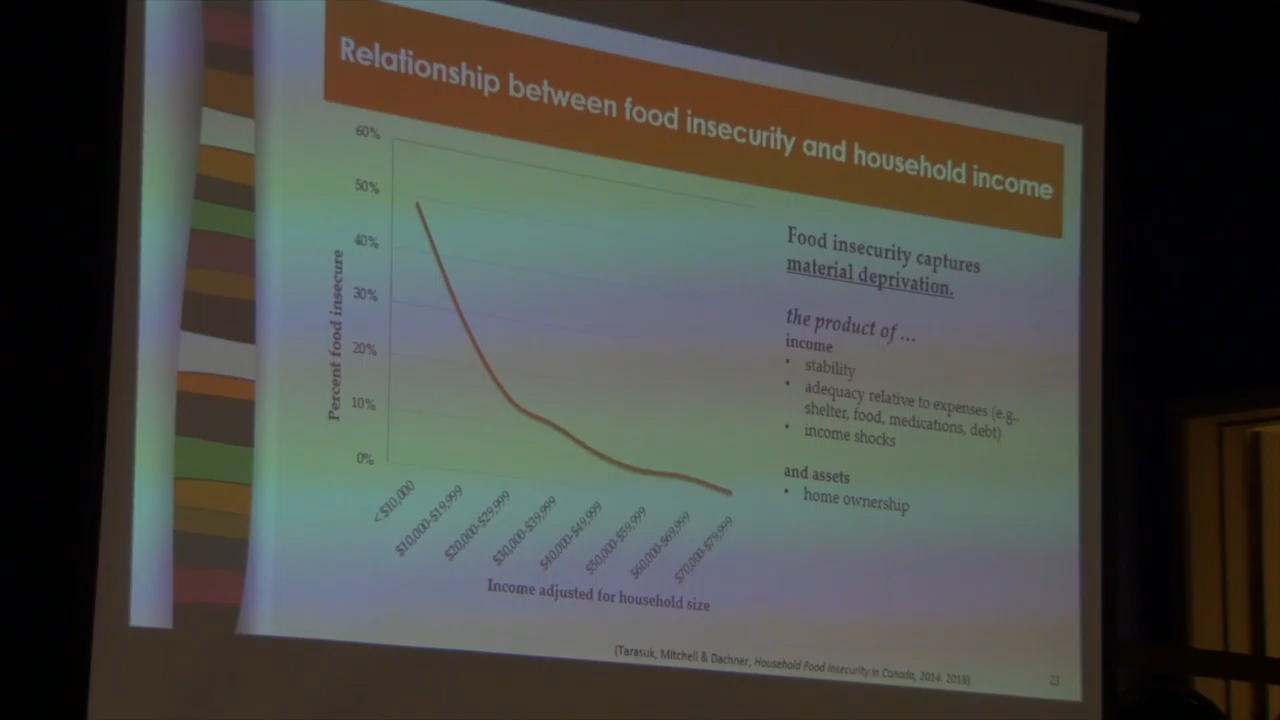 Relationship between food insecurity and household income
60%
50%
40%
30%
20%
10%
0%
Percent food insecure
< $10,000
$10,000-$19,999
$20,000-$29,999
$30,000-$39,999
$40,000-$49,999
$50,000-$59,999
$60,000-$69,999
$70,000-$79,999
Income adjusted for household size
Food insecurity captures
material deprivation.
the product of ...
income
• stability
• adequacy relative to expenses (e.g.,
shelter, food, medications, debt)
• income shocks
and assets
• home ownership
(Tarasuk, Mitchell & Dachner, Household Food Insecurity in Canada, 2014. 2016)
23